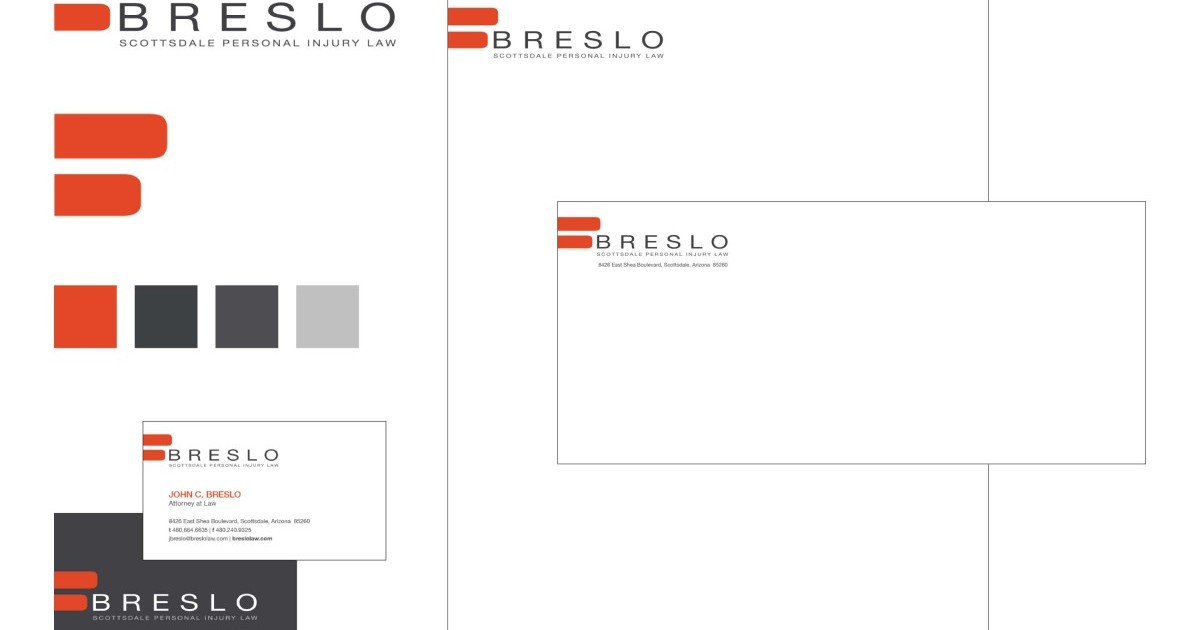 BRESLO
SCOTTSDALE PERSONAL INJURY LAW
BRESLO
SCOTTSDALE PERSONAL INJURY LAW
BRESLO
SCOTTSDALE PERSONAL INJURY LAW
8426 East Shea Boulevard, Scottsdale, Arizona 85260
BRESLO
SCOTTSDALE PERSONAL INJURY LAW
JOHN C. BRESLO
Attorney at Law
8426 East Shea Boulevard, Scottsdale, Arizona 85260
t 480.664.6635 | f 480.240.9325
jbreslo@breslolaw.com | breslolaw.com
BRESLO
SCOTTSDALE PERSONAL INJURY LAW